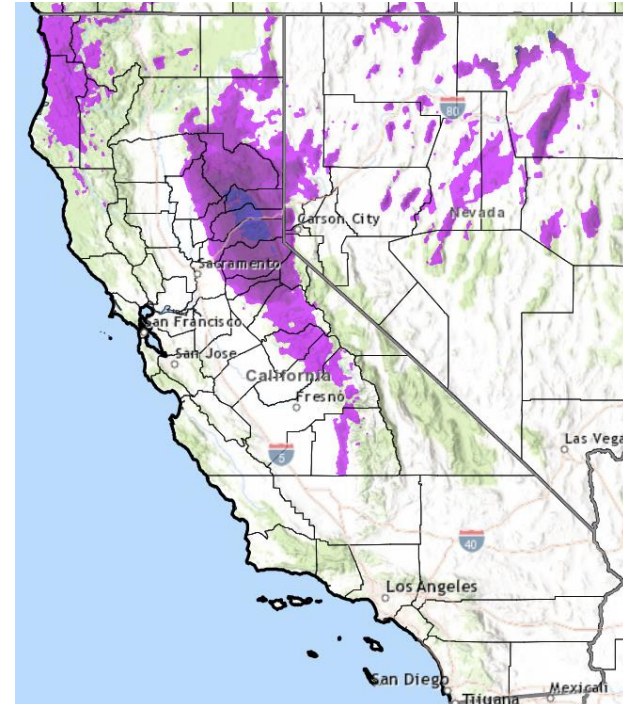 80
Carson City
Nevada
Sacramento
San Francisco
San Jose
California
Fresno
5
Las Vega
40
Los Angeles
San Diego
Tijuana
Mexicali